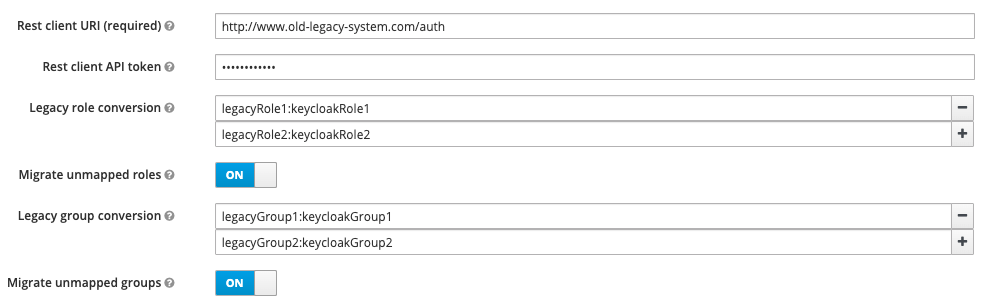 Rest client URI (required)
http://www.old-legacy-system.com/auth
Rest client API token
••••••••••••
Legacy role conversion
legacyRole1:keycloakRole1
legacyRole2:keycloakRole2
Migrate unmapped roles
ON
Legacy group conversion
legacyGroup1:keycloakGroup1
legacyGroup2:keycloakGroup2
Migrate unmapped groups
ON